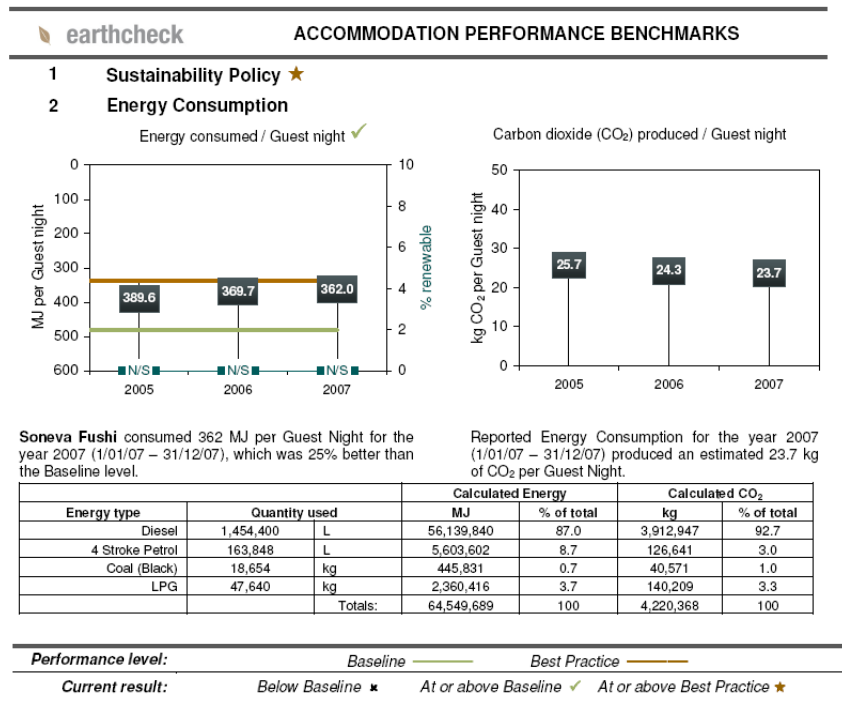 earthcheck ACCOMMODATION PERFORMANCE BENCHMARKS
1 Sustainability Policy ★
2 Energy Consumption
Energy consumed / Guest night ✓
MJ per Guest night
0
100
200
300
400
500
600
10
8
6
4
2
0
% renewable
389.6 369.7 362.0
N/S N/S N/S
2005 2006 2007
Carbon dioxide (CO₂) produced / Guest night
kg CO₂ per Guest night
50
40
30
20
10
0
25.7 24.3 23.7
2005 2006 2007
Soneva Fushi consumed 362 MJ per Guest Night for the
year 2007 (1/01/07 – 31/12/07), which was 25% better than
the Baseline level.
Reported Energy Consumption for the year 2007
(1/01/07 – 31/12/07) produced an estimated 23.7 kg
of CO₂ per Guest Night.
Calculated Energy Calculated CO₂
Energy type Quantity used MJ % of total kg % of total
Diesel 1,454,400 L 56,139,840 87.0 3,912,947 92.7
4 Stroke Petrol 163,848 L 5,603,602 8.7 126,641 3.0
Coal (Black) 18,654 kg 445,831 0.7 40,571 1.0
LPG 47,640 kg 2,360,416 3.7 140,209 3.3
Totals: 64,549,689 100 4,220,368 100
Performance level: Baseline Best Practice
Current result: Below Baseline ✖ At or above Baseline ✓ At or above Best Practice ★